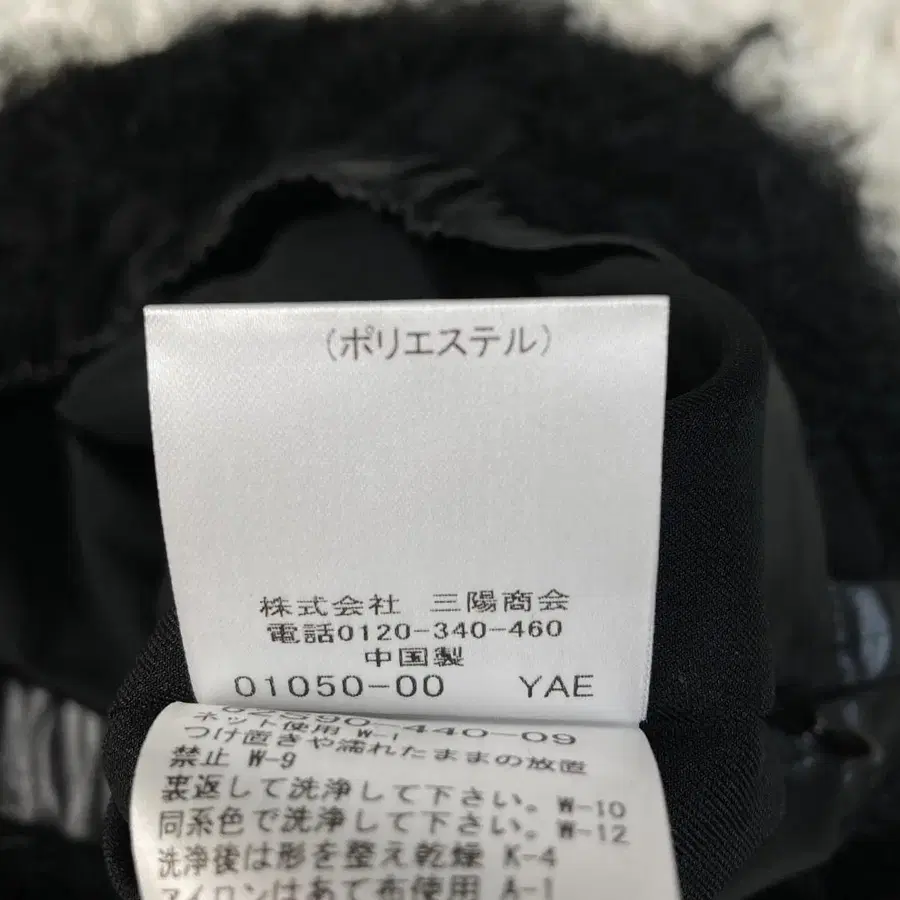 (ポリエステル)
株式会社 三陽商会
電話0120-340-460
中国製
01050-00 YAE
-440-09
ネット使用 W-1
つけ置きや濡れたままの放置
禁止 W-9
裏返して洗浄して下さい。W-10
同系色で洗浄して下さい。W-12
洗浄後は形を整え乾燥 K-4
アイロンはあて布使用 A-1